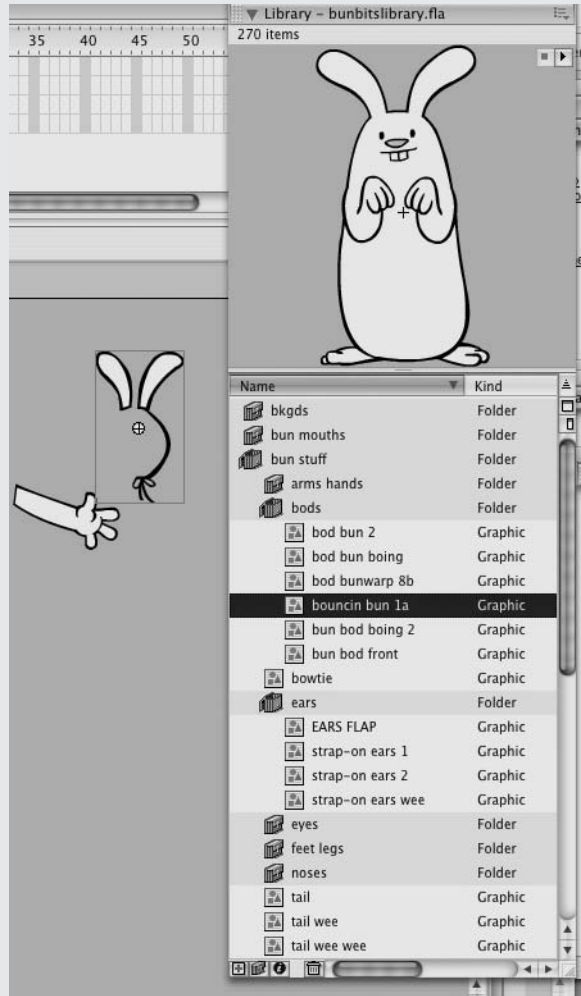 35 40 45 50
Library – bunbitslibrary.fla
270 items
Name Kind
bkgds Folder
bun mouths Folder
bun stuff Folder
arms hands Folder
bods Folder
bod bun 2 Graphic
bod bun boing Graphic
bod bunwarp 8b Graphic
bouncin bun 1a Graphic
bun bod boing 2 Graphic
bun bod front Graphic
bowtie Graphic
ears Folder
EARS FLAP Graphic
strap-on ears 1 Graphic
strap-on ears 2 Graphic
strap-on ears wee Graphic
eyes Folder
feet legs Folder
noses Folder
tail Graphic
tail wee Graphic
tail wee wee Graphic